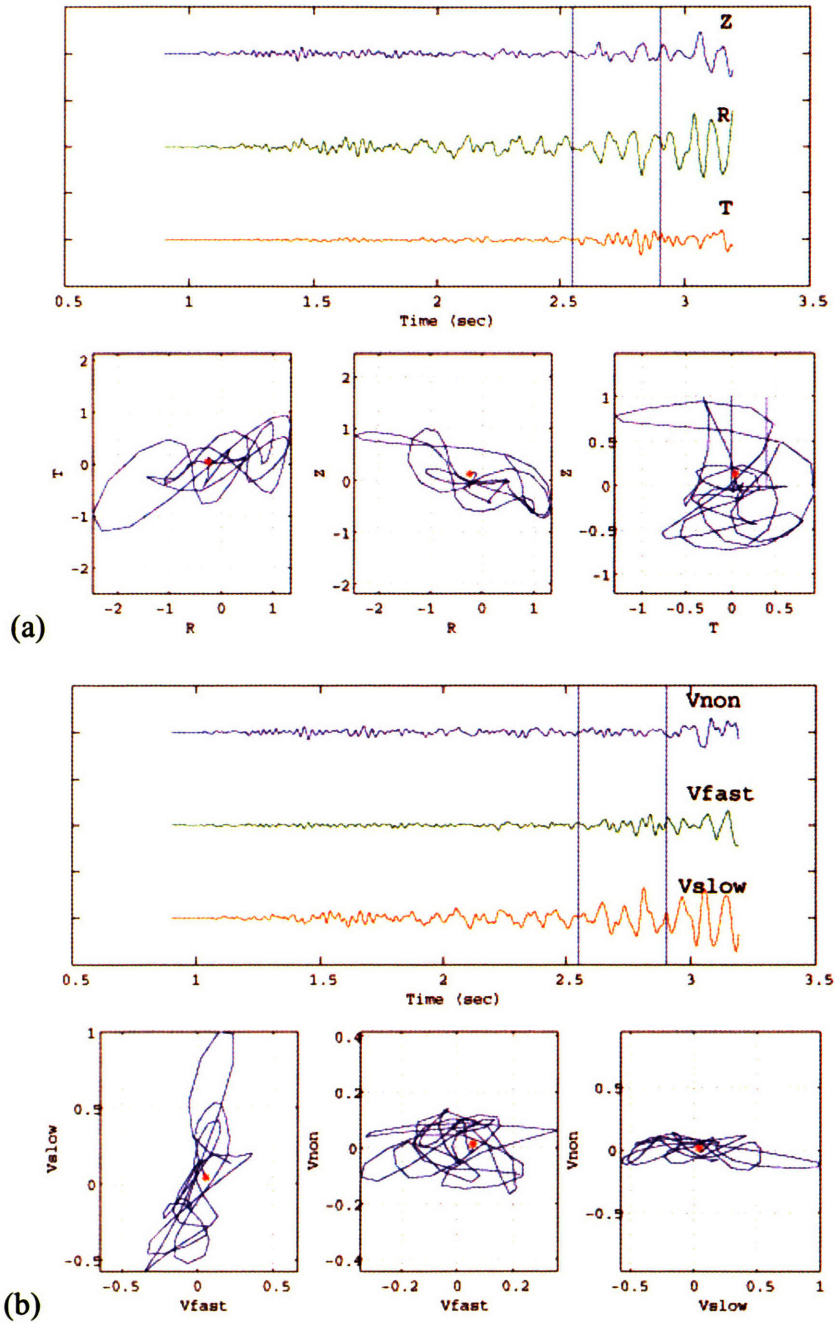 Z
R
T
0.5 1 1.5 2 2.5 3 3.5
Time (sec)
T
2
1
0
-1
-2
-2 -1 0 1
R
Z
2
1
0
-1
-2
-2 -1 0 1
R
Z
1
0.5
0
-0.5
-1
-1 -0.5 0 0.5
T
(a)
Vnon
Vfast
Vslow
0.5 1 1.5 2 2.5 3 3.5
Time (sec)
Vslow
1
0.5
0
-0.5
-0.5 0 0.5
Vfast
Vnon
0.4
0.2
0
-0.2
-0.4
-0.2 0 0.2
Vfast
Vnon
0.5
0
-0.5
-0.5 0 0.5 1
Vslow
(b)